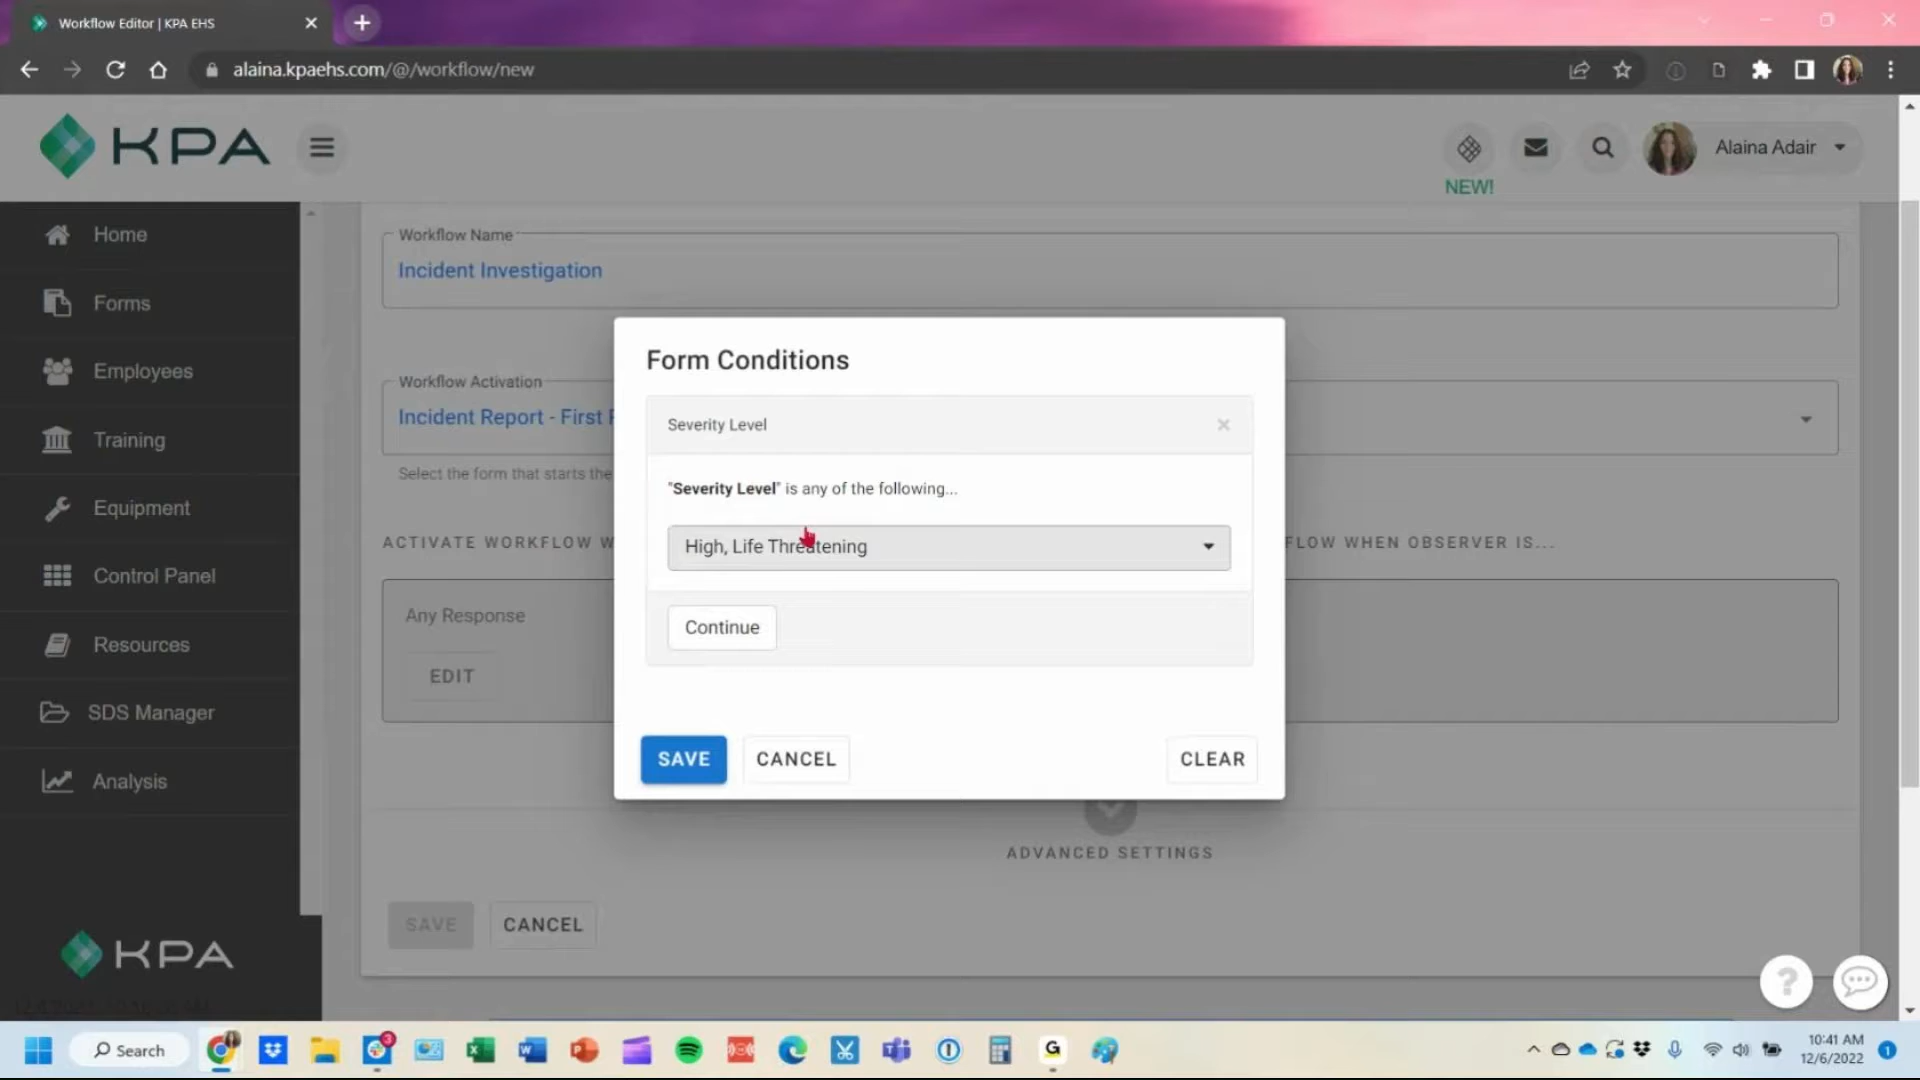 Workflow Editor | KPA EHS
alaina.kpaehs.com/@/workflow/new
KPA
NEW!
Alaina Adair
Home
Forms
Employees
Training
Equipment
Control Panel
Resources
SDS Manager
Analysis
KPA
Workflow Name
Incident Investigation
Workflow Activation
Incident Report - First
Select the form that starts the
ACTIVATE WORKFLOW W
FLOW WHEN OBSERVER IS...
Any Response
EDIT
Form Conditions
Severity Level
"Severity Level" is any of the following...
High, Life Threatening
Continue
SAVE
CANCEL
CLEAR
ADVANCED SETTINGS
SAVE
CANCEL
Search
3
10:41 AM
12/6/2022
1